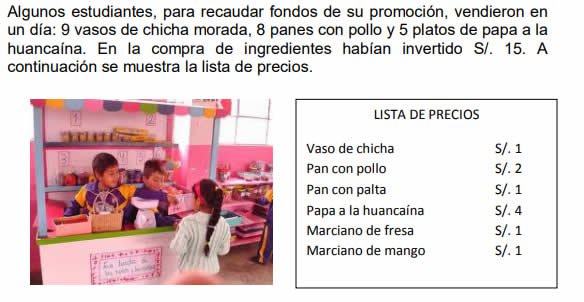 Algunos estudiantes, para recaudar fondos de su promoción, vendieron en
un día: 9 vasos de chicha morada, 8 panes con pollo y 5 platos de papa a la
huancaína. En la compra de ingredientes habían invertido S/. 15. A
continuación se muestra la lista de precios.
LISTA DE PRECIOS
Vaso de chicha S/. 1
Pan con pollo S/. 2
Pan con palta S/. 1
Papa a la huancaína S/. 4
Marciano de fresa S/. 1
Marciano de mango S/. 1
1
2
3
4
5